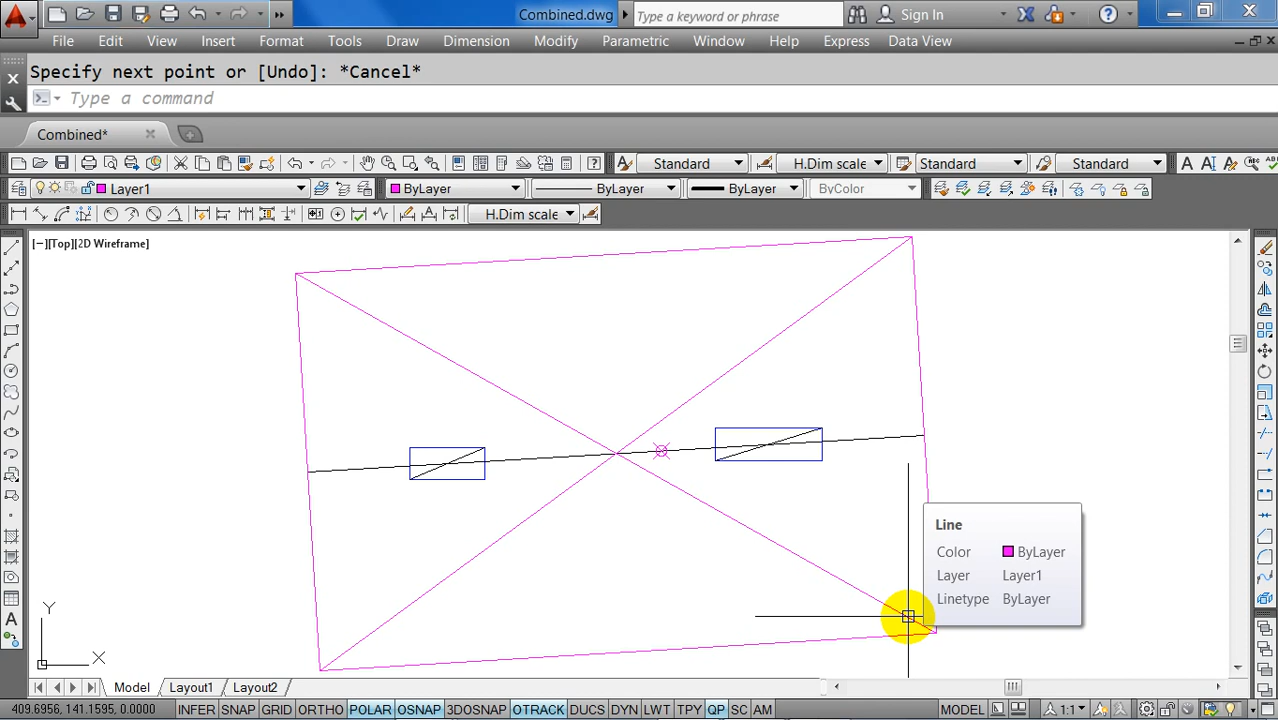 Combined.dwg
Type a keyword or phrase
Sign In
File Edit View Insert Format Tools Draw Dimension Modify Parametric Window Help Express Data View
Specify next point or [Undo]: *Cancel*
Type a command
Combined*
Standard H.Dim scale Standard Standard
Layer1 ByLayer ByLayer ByLayer ByColor
H.Dim scale
[−][Top][2D Wireframe]
Line
Color ByLayer
Layer Layer1
Linetype ByLayer
Y
X
Model Layout1 Layout2
409.6956, 141.1595, 0.0000 INFER SNAP GRID ORTHO POLAR OSNAP 3DOSNAP OTRACK DUCS DYN LWT TPY QP SC AM MODEL 1:1